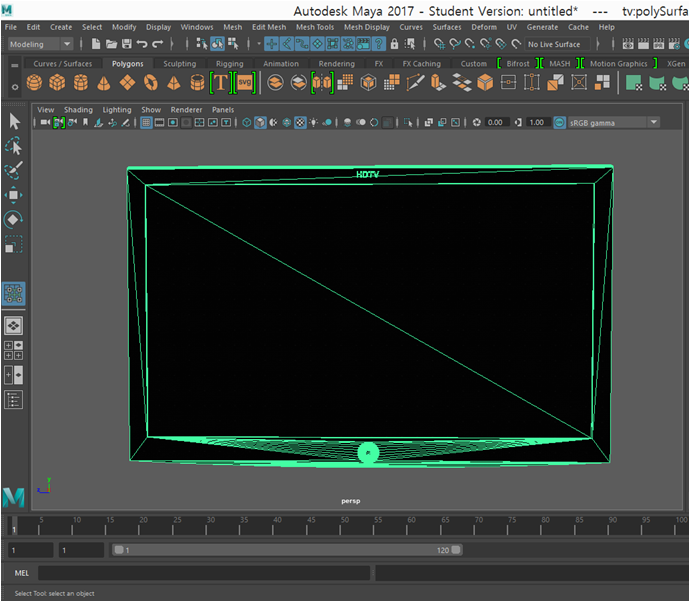 Autodesk Maya 2017 - Student Version: untitled*   ---   tv:polySurfa
File Edit Create Select Modify Display Windows Mesh Edit Mesh Mesh Tools Mesh Display Curves Surfaces Deform UV Generate Cache Help
Modeling No Live Surface
Curves / Surfaces Polygons Sculpting Rigging Animation Rendering FX FX Caching Custom Bifrost MASH Motion Graphics XGen
T SVG
View Shading Lighting Show Renderer Panels
0.00 1.00 sRGB gamma
HDTV
persp
5 10 15 20 25 30 35 40 45 50 55 60 65 70 75 80 85 90 95 100
1
1 1 1 120
MEL
Select Tool: select an object